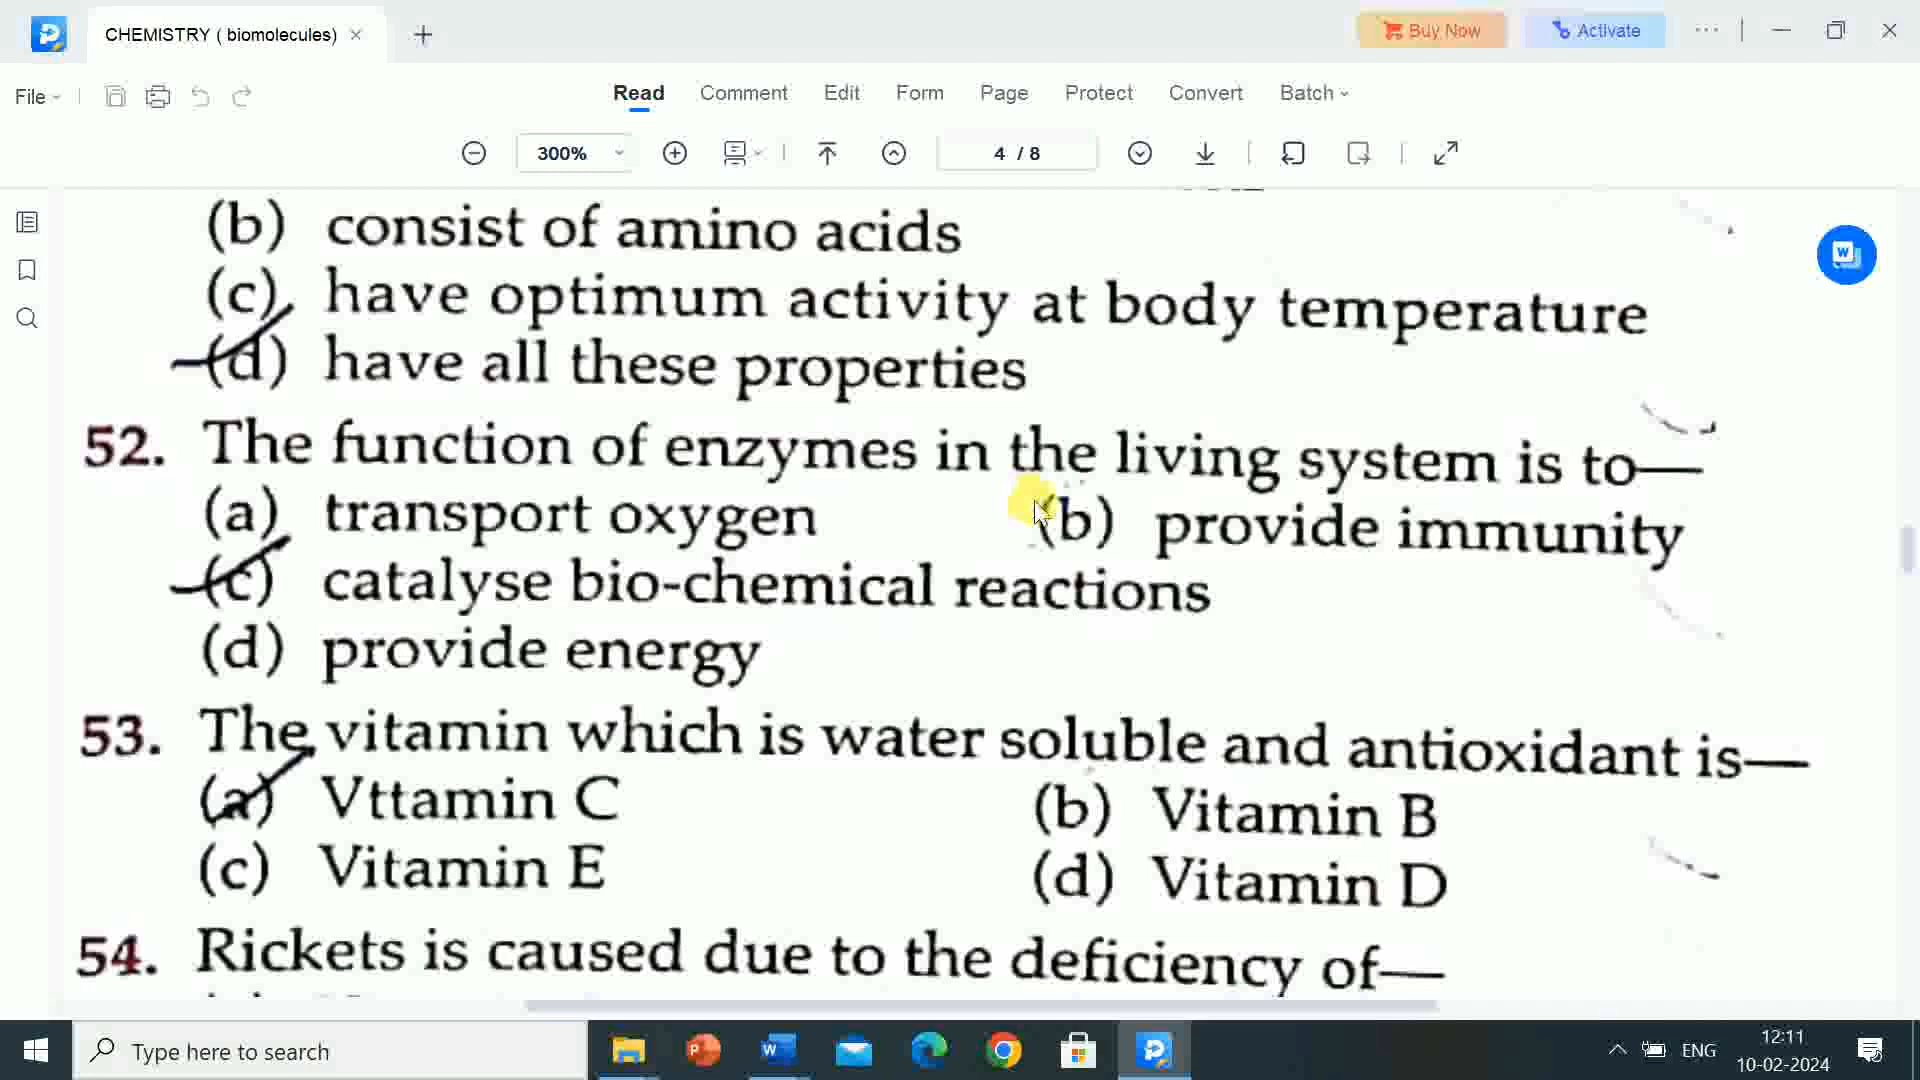 CHEMISTRY ( biomolecules)
Buy Now
Activate
File
Read Comment Edit Form Page Protect Convert Batch
300%
4 / 8
(b) consist of amino acids
(c) have optimum activity at body temperature
(d) have all these properties
52. The function of enzymes in the living system is to—
(a) transport oxygen (b) provide immunity
(c) catalyse bio-chemical reactions
(d) provide energy
53. The vitamin which is water soluble and antioxidant is—
(a) Vttamin C (b) Vitamin B
(c) Vitamin E (d) Vitamin D
54. Rickets is caused due to the deficiency of—
Type here to search
ENG
12:11
10-02-2024